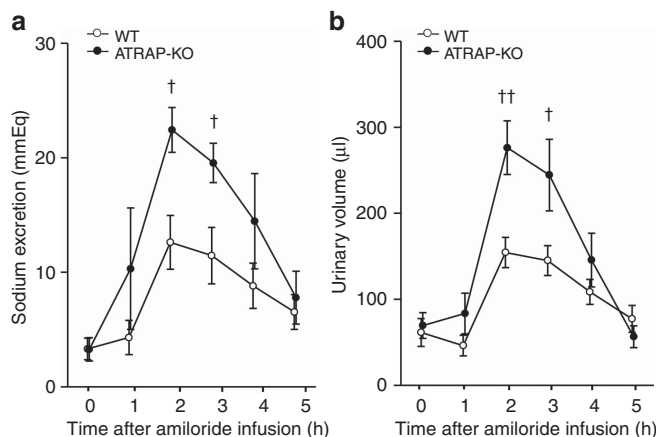 a
WT
ATRAP-KO
30
20
10
0
Sodium excretion (mmEq)
†
†
0 1 2 3 4 5
Time after amiloride infusion (h)
b
WT
ATRAP-KO
400
300
200
100
0
Urinary volume (μl)
††
†
0 1 2 3 4 5
Time after amiloride infusion (h)